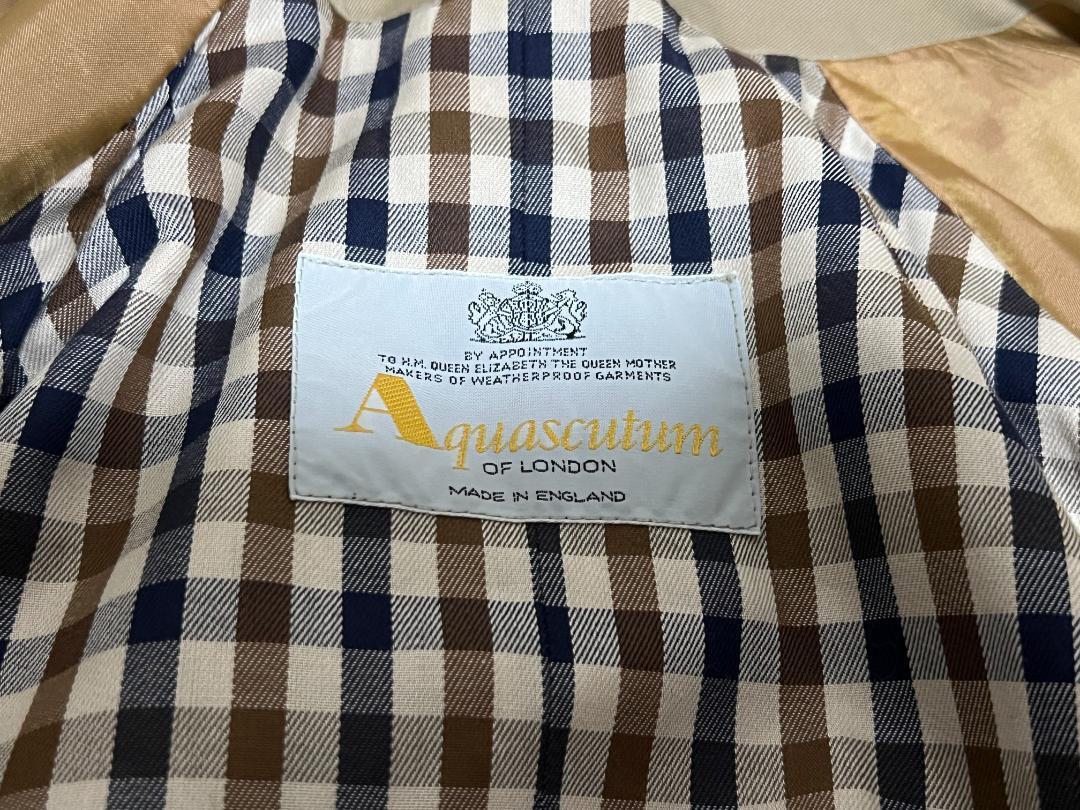 BY APPOINTMENT
TO H.M. QUEEN ELIZABETH THE QUEEN MOTHER
MAKERS OF WEATHERPROOF GARMENTS
Aquascutum
OF LONDON
MADE IN ENGLAND